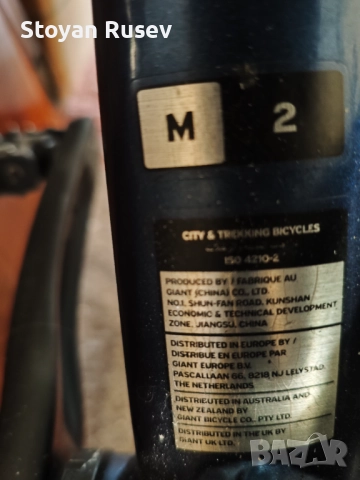 Stoyan Rusev
M 2
CITY & TREKKING BICYCLES
ISO 4210-2
PRODUCED BY / FABRIQUE AU
GIANT (CHINA) CO., LTD.
NO.1, SHUN-FAN ROAD, KUNSHAN
ECONOMIC & TECHNICAL DEVELOPMENT
ZONE, JIANGSU, CHINA
DISTRIBUTED IN EUROPE BY /
DISTRIBUE EN EUROPE PAR
GIANT EUROPE B.V.
PASCALLAAN 66, 8218 NJ LELYSTAD,
THE NETHERLANDS
DISTRIBUTED IN AUSTRALIA AND
NEW ZEALAND BY
GIANT BICYCLE CO., PTY LTD.
DISTRIBUTED IN THE UK BY
GIANT UK LTD.
BAZAR
bg